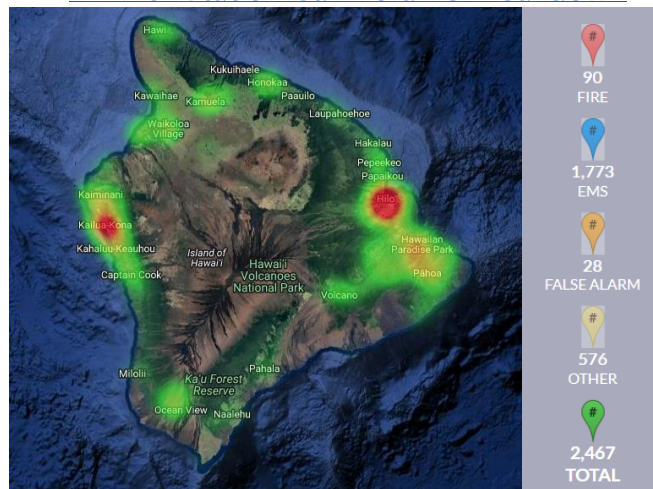 Hawi
Kukuihaele
Honokaa
Kawaihae
Kamuela
Paauilo
Laupahoehoe
Waikoloa
Village
Hakalau
Pepeekeo
Papaikou
Kaiminani
Hilo
Kailua-Kona
Hawaiian
Paradise Park
Kahaluu-Keauhou
Island of
Hawai'i
Hawai'i
Volcanoes
National Park
Captain Cook
Pāhoa
Volcano
Milolii
Pahala
Ka'u Forest
Reserve
Ocean View
Naalehu
#
90
FIRE
#
1,773
EMS
#
28
FALSE ALARM
#
576
OTHER
#
2,467
TOTAL